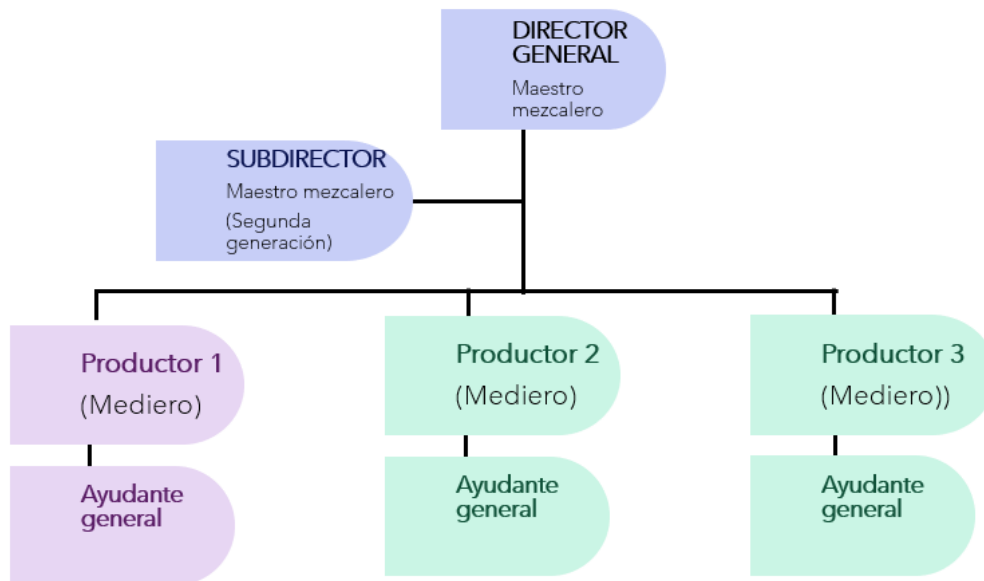 DIRECTOR
GENERAL
Maestro
mezcalero
SUBDIRECTOR
Maestro mezcalero
(Segunda
generación)
Productor 1
(Mediero)
Productor 2
(Mediero)
Productor 3
(Mediero))
Ayudante
general
Ayudante
general
Ayudante
general